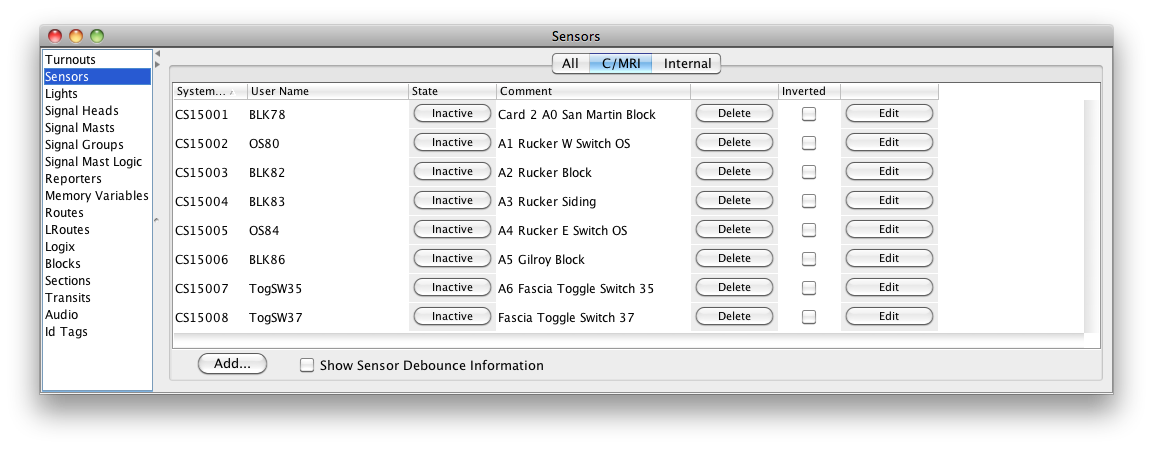 Sensors
Turnouts
Sensors
Lights
Signal Heads
Signal Masts
Signal Groups
Signal Mast Logic
Reporters
Memory Variables
Routes
LRoutes
Logix
Blocks
Sections
Transits
Audio
Id Tags
All C/MRI Internal
System... User Name State Comment Inverted
CS15001 BLK78 Inactive Card 2 A0 San Martin Block Delete Edit
CS15002 OS80 Inactive A1 Rucker W Switch OS Delete Edit
CS15003 BLK82 Inactive A2 Rucker Block Delete Edit
CS15004 BLK83 Inactive A3 Rucker Siding Delete Edit
CS15005 OS84 Inactive A4 Rucker E Switch OS Delete Edit
CS15006 BLK86 Inactive A5 Gilroy Block Delete Edit
CS15007 TogSW35 Inactive A6 Fascia Toggle Switch 35 Delete Edit
CS15008 TogSW37 Inactive Fascia Toggle Switch 37 Delete Edit
Add... Show Sensor Debounce Information